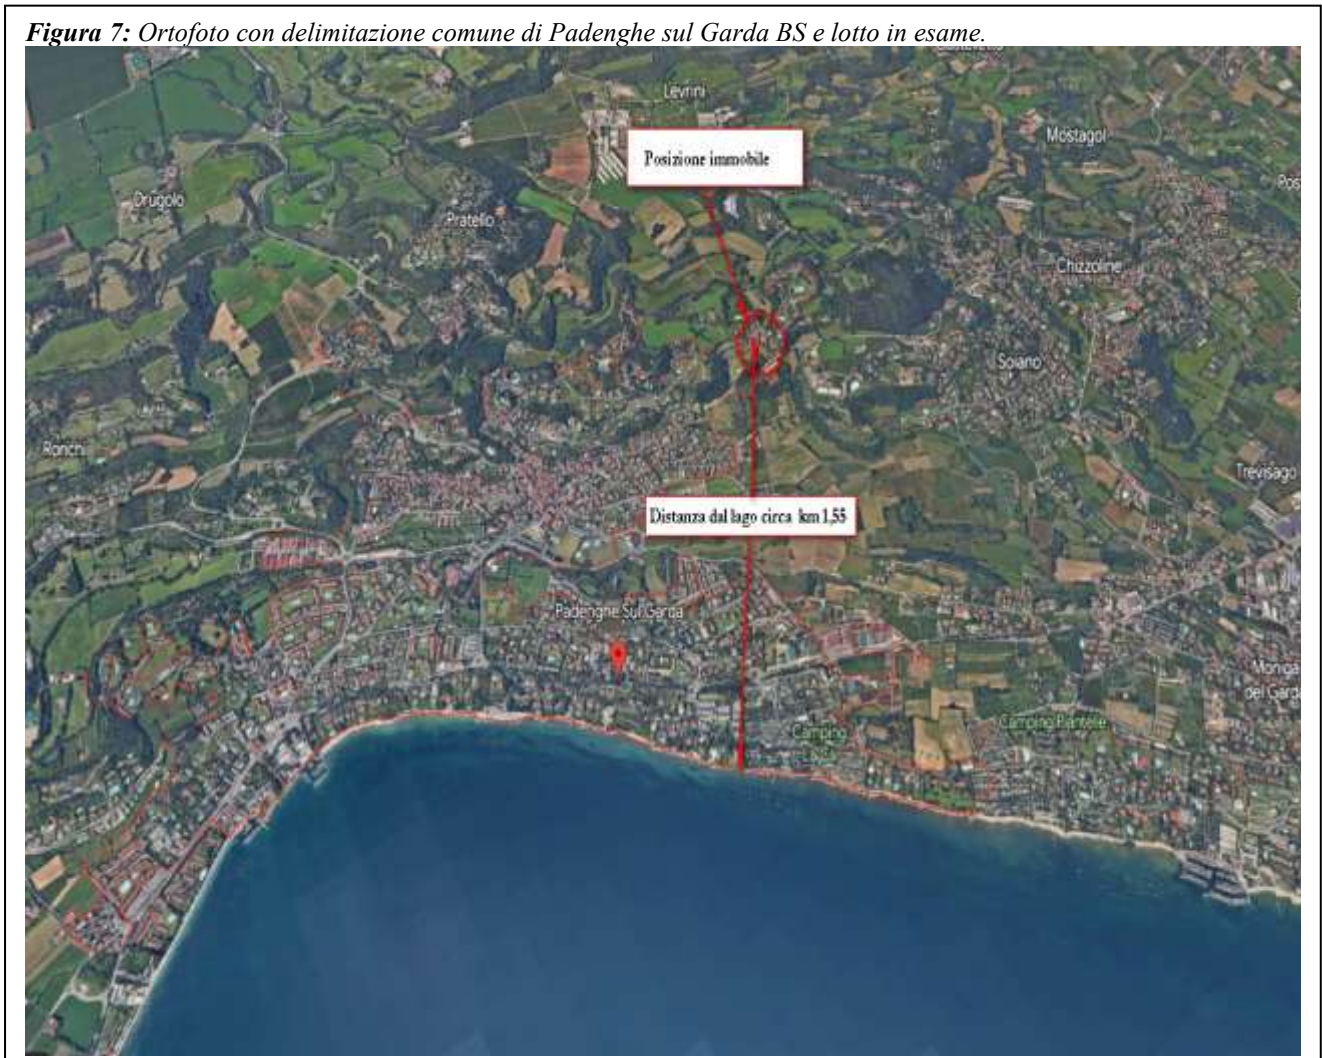 Figura 7: Ortofoto con delimitazione comune di Padenghe sul Garda BS e lotto in esame.
Levrini
Mostagol
Posizione immobile
Drugolo
Pratello
Chizzoline
Soiano
Ronchi
Trevisago
Distanza dal lago circa km 1,55
Padenghe Sul Garda
Moniga
del Garda
Camping
Camping Piantelle